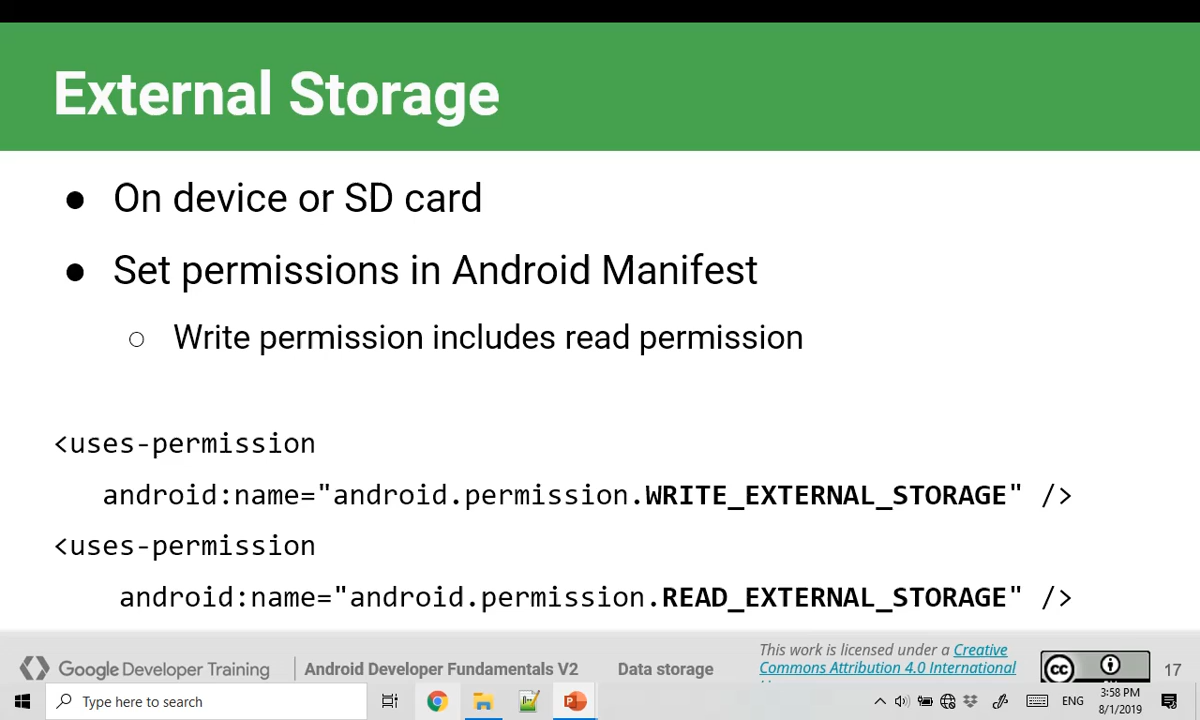 External Storage
● On device or SD card
● Set permissions in Android Manifest
○ Write permission includes read permission
<uses-permission
android:name="android.permission.WRITE_EXTERNAL_STORAGE" />
<uses-permission
android:name="android.permission.READ_EXTERNAL_STORAGE" />
Google Developer Training
Android Developer Fundamentals V2
Data storage
This work is licensed under a Creative
Commons Attribution 4.0 International
cc
17
Type here to search
ENG
3:58 PM
8/1/2019